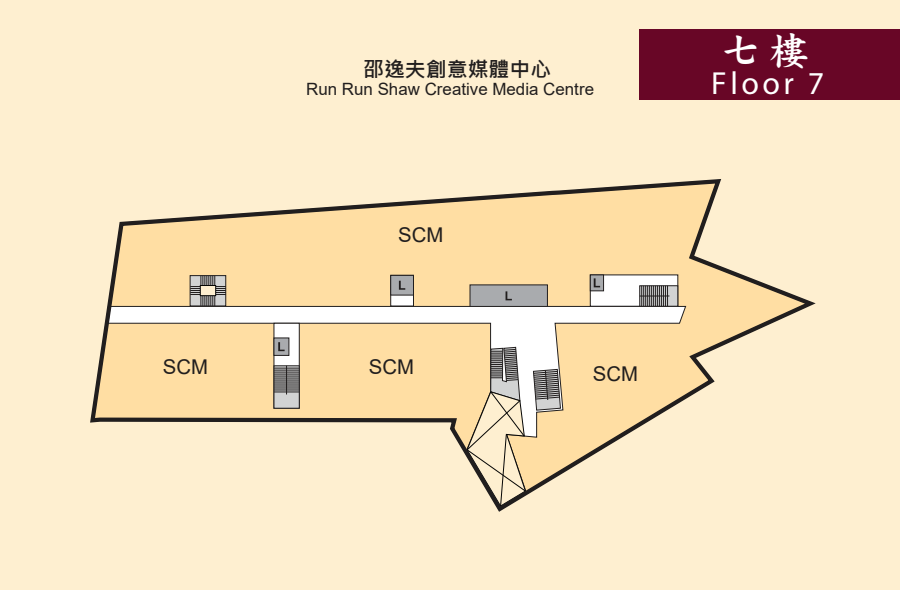 七樓
Floor 7
邵逸夫創意媒體中心
Run Run Shaw Creative Media Centre
SCM
L
L
L
L
SCM
L
SCM
SCM